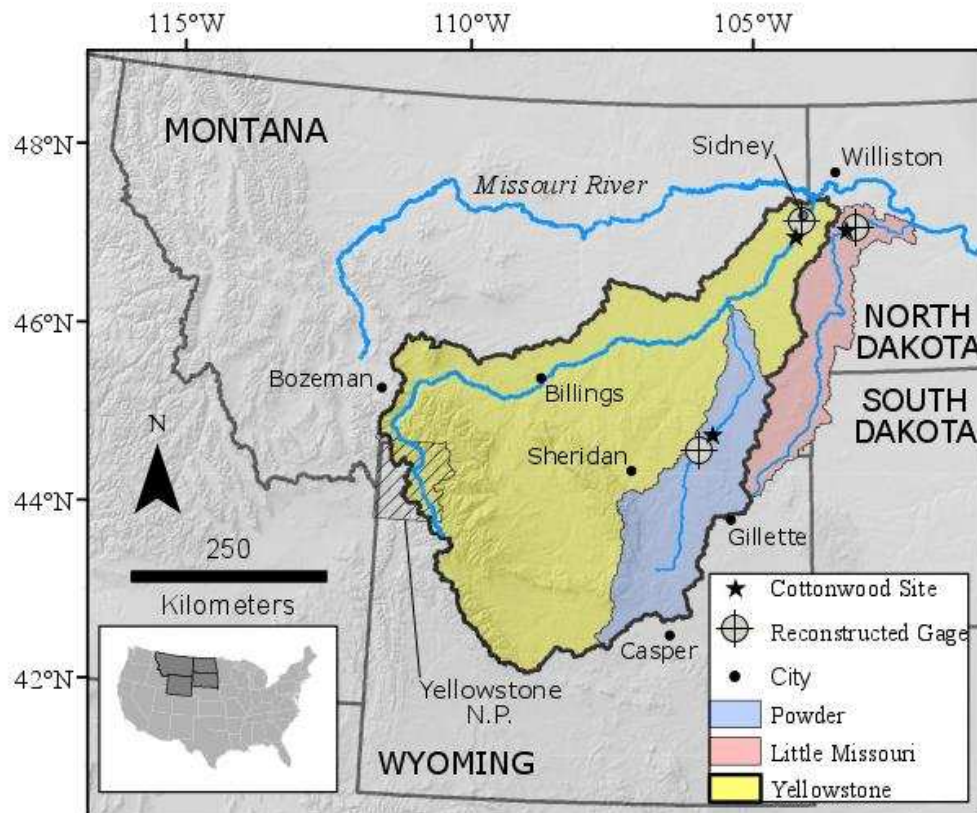 115°W
110°W
105°W
48°N
46°N
44°N
42°N
MONTANA
Sidney
Williston
Missouri River
NORTH
DAKOTA
Bozeman
Billings
SOUTH
DAKOTA
N
Sheridan
Gillette
250
Kilometers
Casper
Yellowstone
N.P.
WYOMING
Cottonwood Site
Reconstructed Gage
City
Powder
Little Missouri
Yellowstone